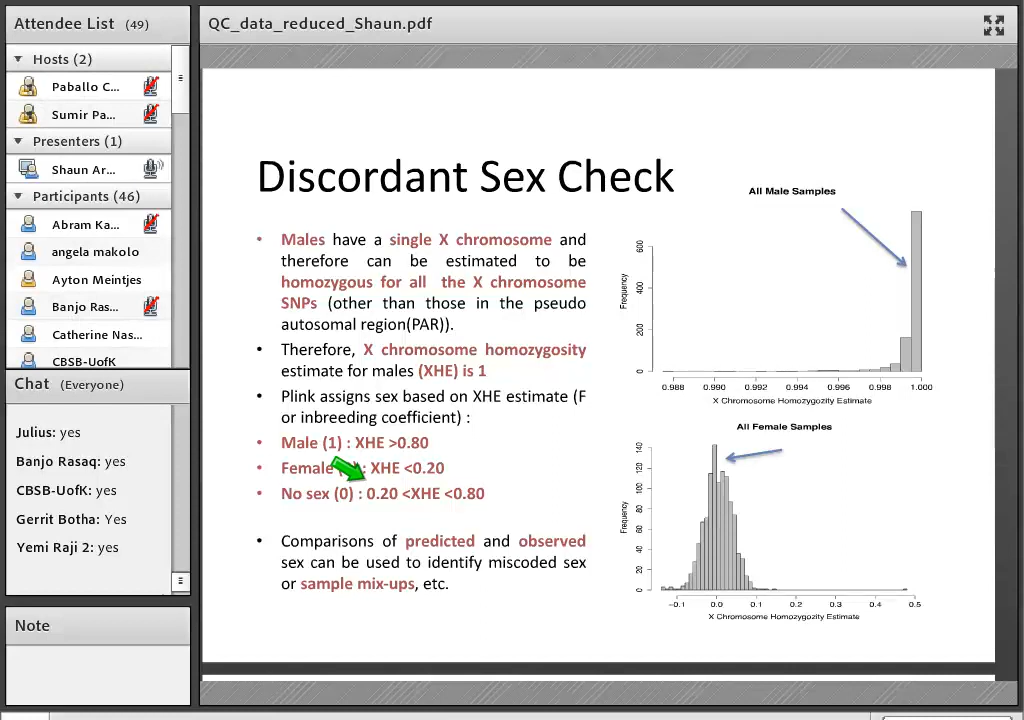 Attendee List (49)
Hosts (2)
Paballo C...
Sumir Pa...
Presenters (1)
Shaun Ar...
Participants (46)
Abram Ka...
angela makolo
Ayton Meintjes
Banjo Ras...
Catherine Nas...
CBSB-UofK
Chat (Everyone)
Julius: yes
Banjo Rasaq: yes
CBSB-UofK: yes
Gerrit Botha: Yes
Yemi Raji 2: yes
Note
QC_data_reduced_Shaun.pdf
Discordant Sex Check
• Males have a single X chromosome and
therefore can be estimated to be
homozygous for all the X chromosome
SNPs (other than those in the pseudo
autosomal region(PAR)).
• Therefore, X chromosome homozygosity
estimate for males (XHE) is 1
• Plink assigns sex based on XHE estimate (F
or inbreeding coefficient) :
• Male (1) : XHE >0.80
• Female : XHE <0.20
• No sex (0) : 0.20 <XHE <0.80
• Comparisons of predicted and observed
sex can be used to identify miscoded sex
or sample mix-ups, etc.
All Male Samples
Frequency
600
400
200
0
0.988 0.990 0.992 0.994 0.996 0.998 1.000
X Chromosome Homozygozity Estimate
All Female Samples
Frequency
140
120
100
80
60
40
20
0
−0.1 0.0 0.1 0.2 0.3 0.4 0.5
X Chromosome Homozygozity Estimate